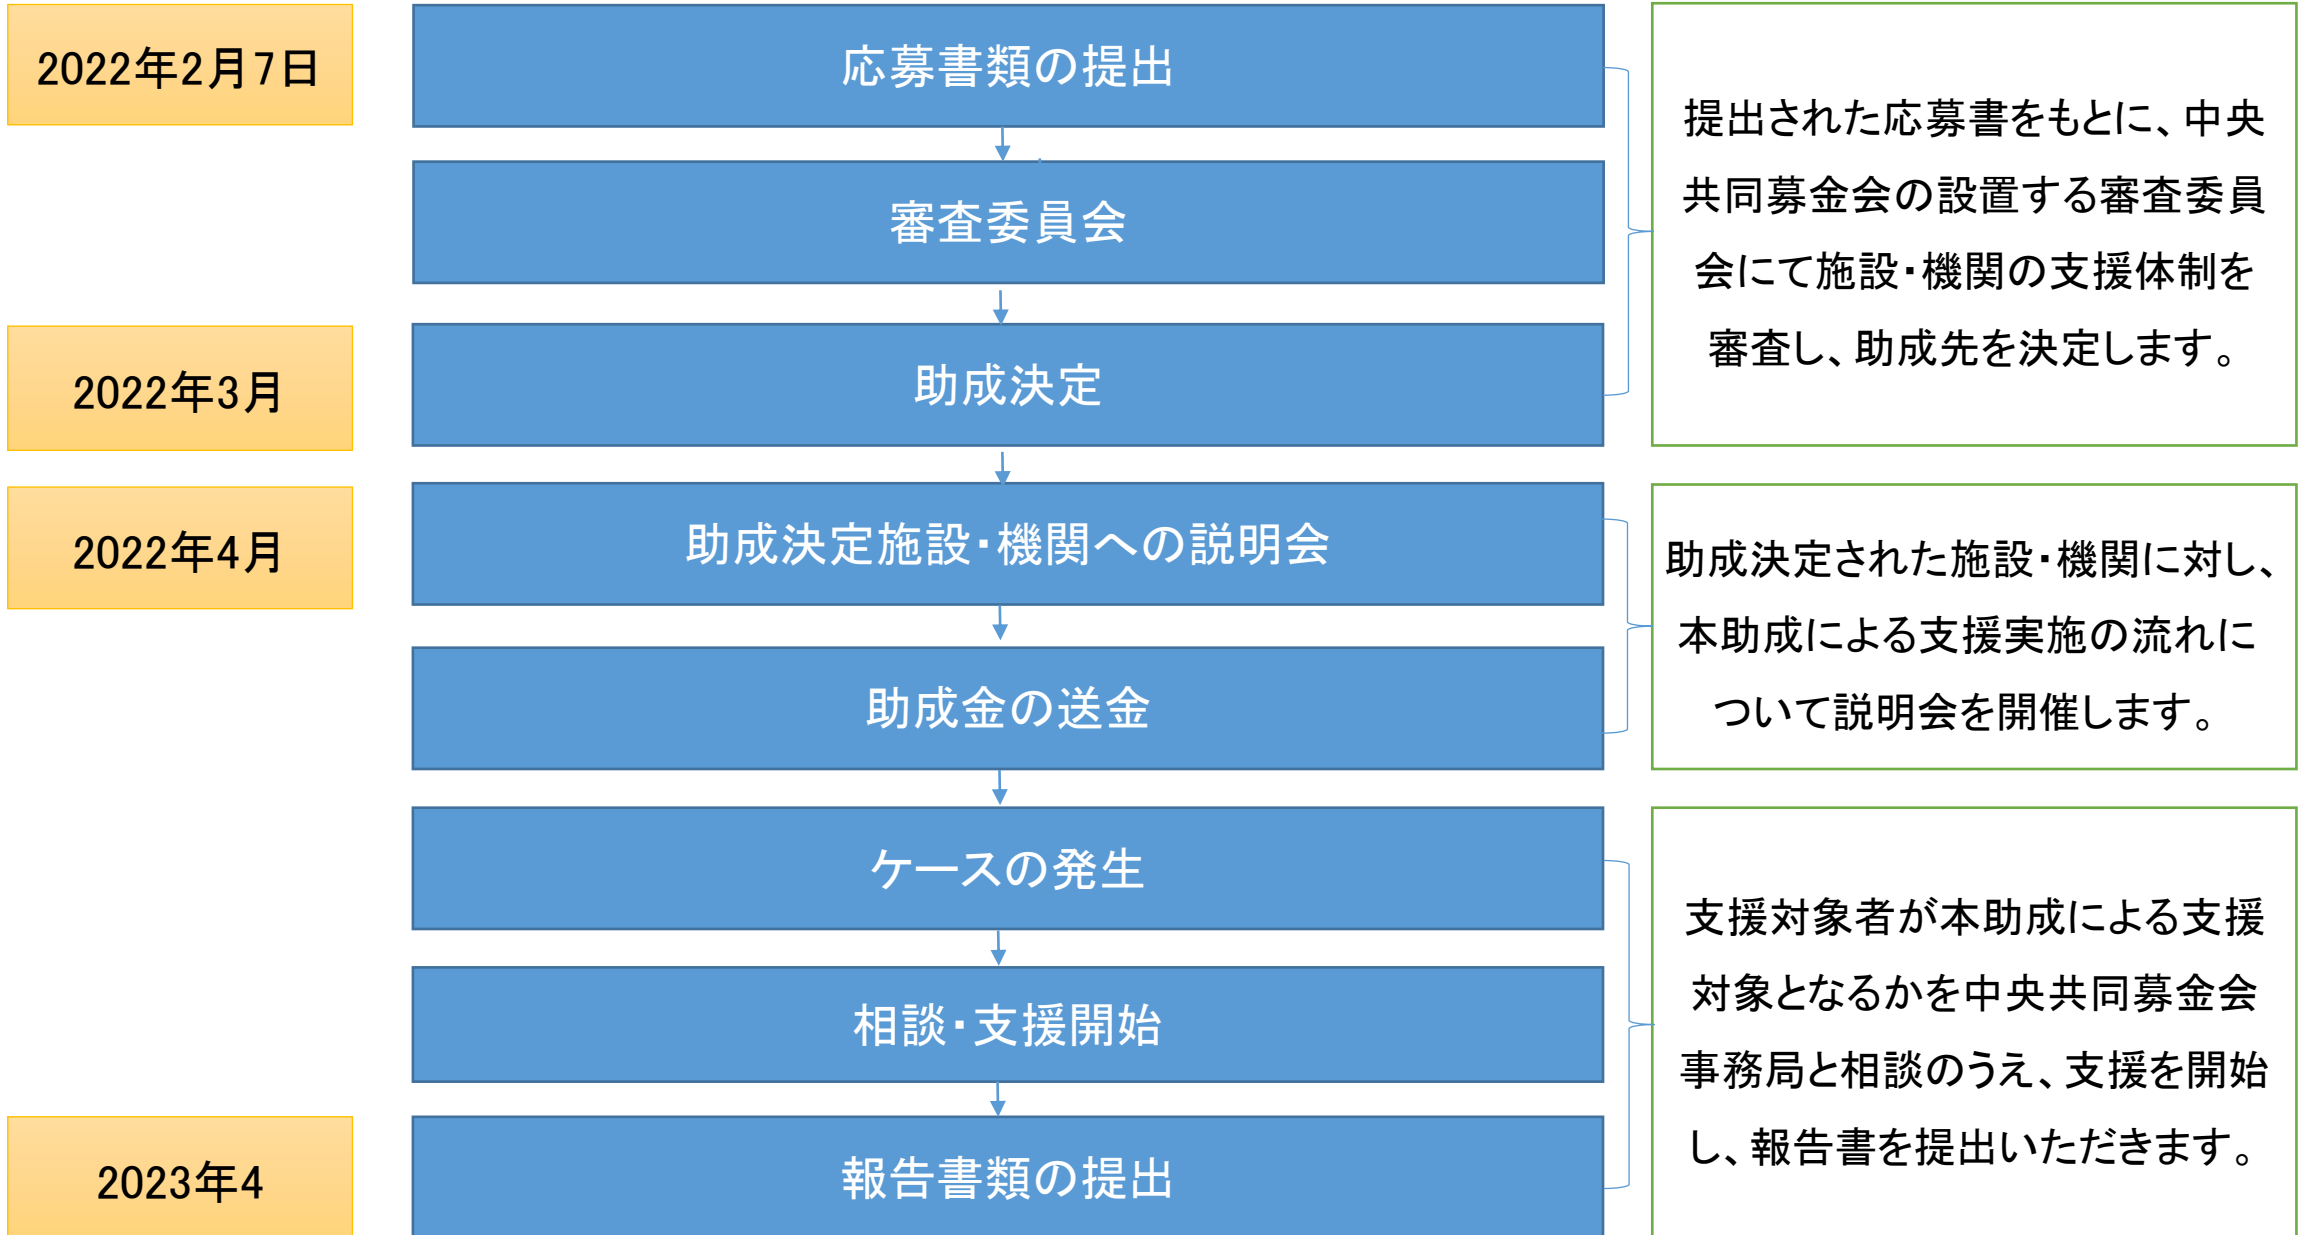 2022年2月7日
応募書類の提出
提出された応募書をもとに、中央
共同募金会の設置する審査委員
会にて施設・機関の支援体制を
審査し、助成先を決定します。
審査委員会
2022年3月
助成決定
2022年4月
助成決定施設・機関への説明会
助成決定された施設・機関に対し、
本助成による支援実施の流れに
ついて説明会を開催します。
助成金の送金
ケースの発生
支援対象者が本助成による支援
対象となるかを中央共同募金会
事務局と相談のうえ、支援を開始
し、報告書を提出いただきます。
相談・支援開始
2023年4
報告書類の提出